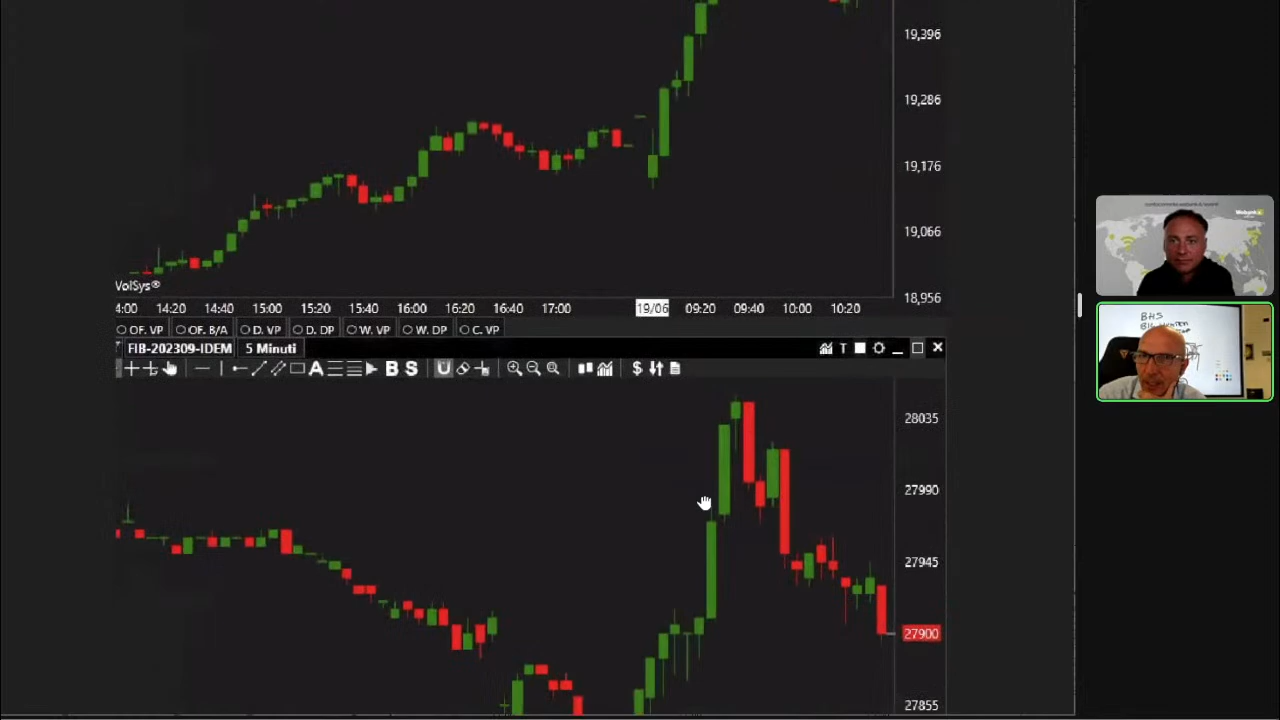 19,396
19,286
19,176
19,066
18,956
VolSys®
4:00 14:20 14:40 15:00 15:20 15:40 16:00 16:20 16:40 17:00 19/06 09:20 09:40 10:00 10:20
OF. VP OF. B/A D. VP D. DP W. VP W. DP C. VP
FIB-202309-IDEM 5 Minuti
T
A B S U $
28035
27990
27945
27900
27855
Webank
BHS